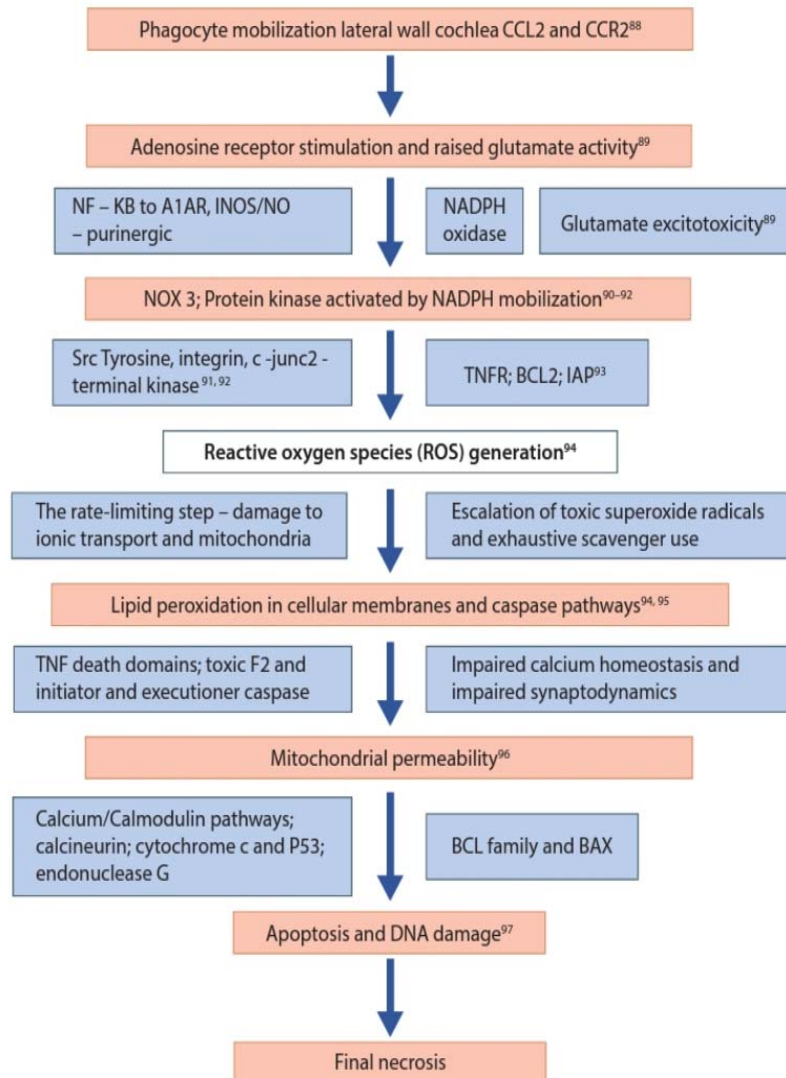 Phagocyte mobilization lateral wall cochlea CCL2 and CCR2⁸⁸
Adenosine receptor stimulation and raised glutamate activity⁸⁹
NF – KB to A1AR, INOS/NO
– purinergic
NADPH
oxidase
Glutamate excitotoxicity⁸⁹
NOX 3; Protein kinase activated by NADPH mobilization⁹⁰⁻⁹²
Src Tyrosine, integrin, c -junc2 -
terminal kinase ⁹¹, ⁹²
TNFR; BCL2; IAP⁹³
Reactive oxygen species (ROS) generation⁹⁴
The rate-limiting step – damage to
ionic transport and mitochondria
Escalation of toxic superoxide radicals
and exhaustive scavenger use
Lipid peroxidation in cellular membranes and caspase pathways⁹⁴, ⁹⁵
TNF death domains; toxic F2 and
initiator and executioner caspase
Impaired calcium homeostasis and
impaired synaptodynamics
Mitochondrial permeability⁹⁶
Calcium/Calmodulin pathways;
calcineurin; cytochrome c and P53;
endonuclease G
BCL family and BAX
Apoptosis and DNA damage⁹⁷
Final necrosis